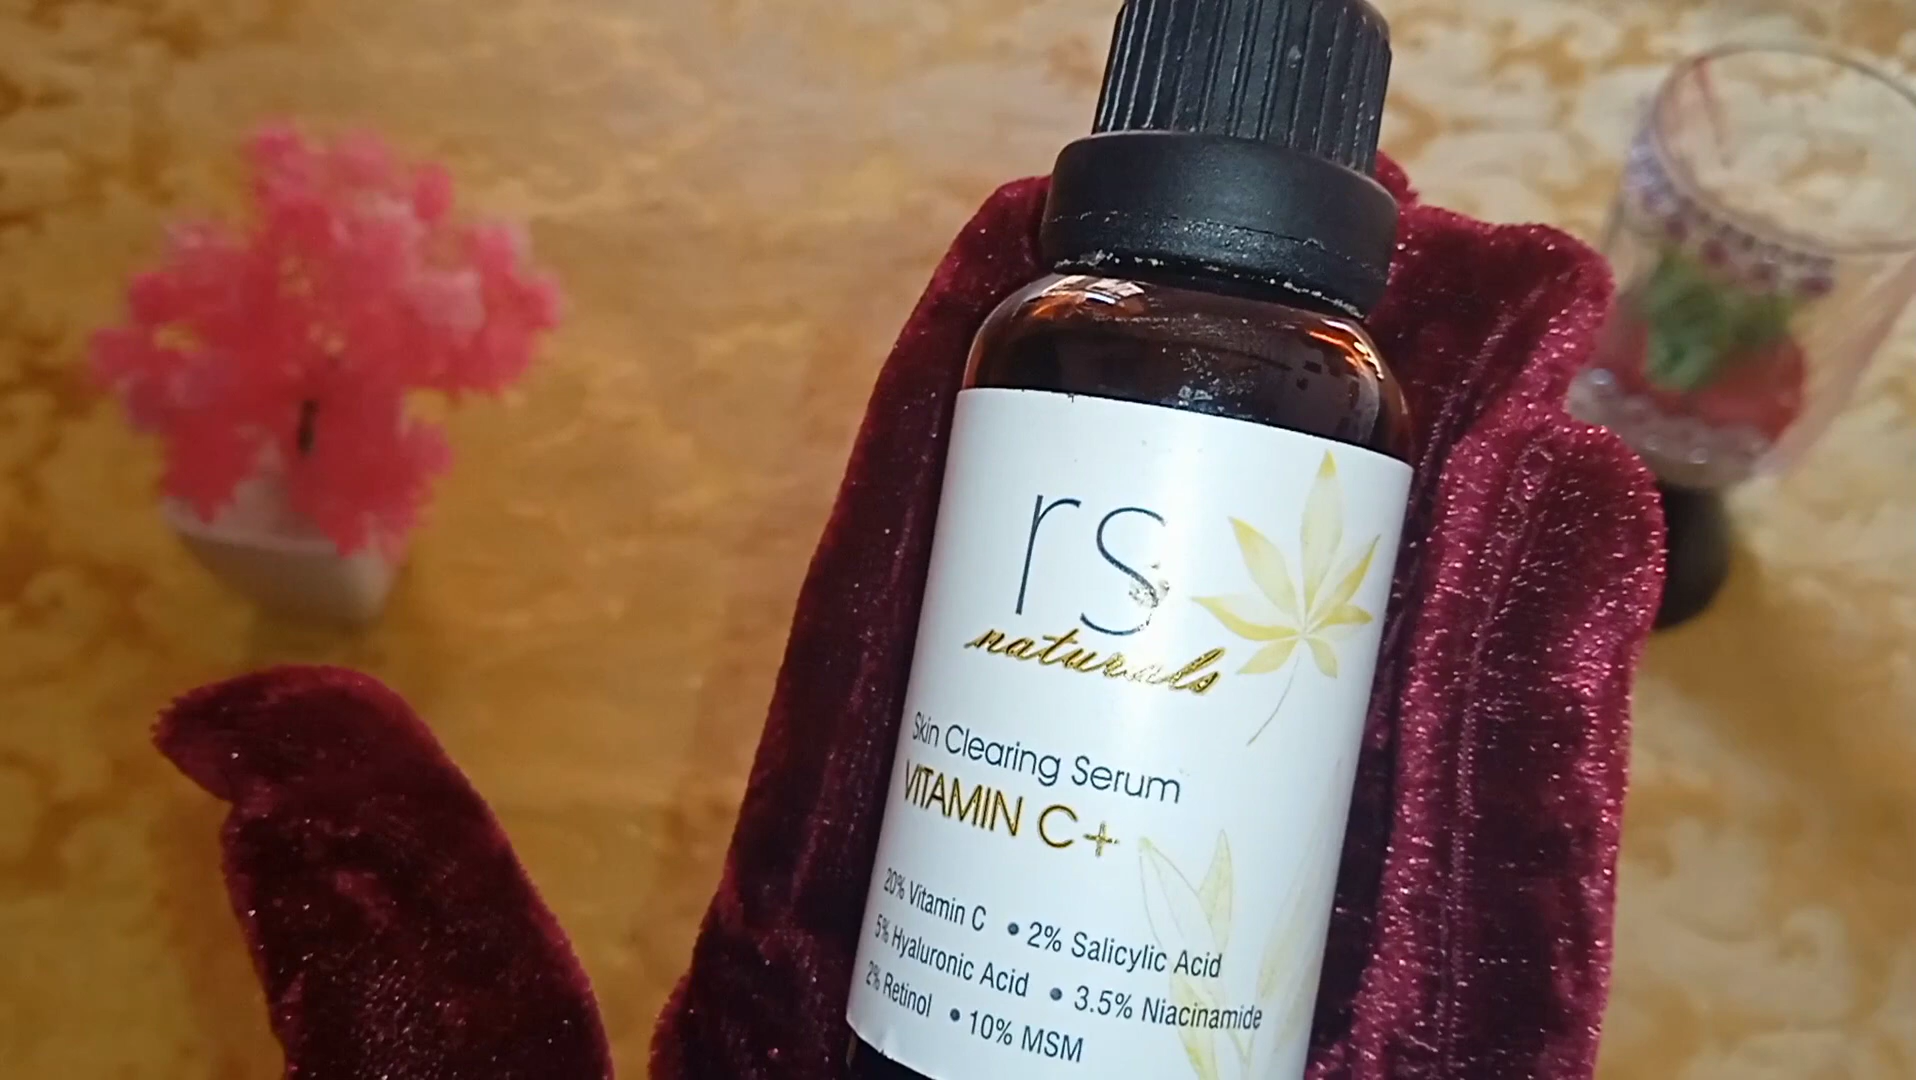 rs
naturals
Skin Clearing Serum
VITAMIN C+
20% Vitamin C • 2% Salicylic Acid
5% Hyaluronic Acid • 3.5% Niacinamide
2% Retinol • 10% MSM